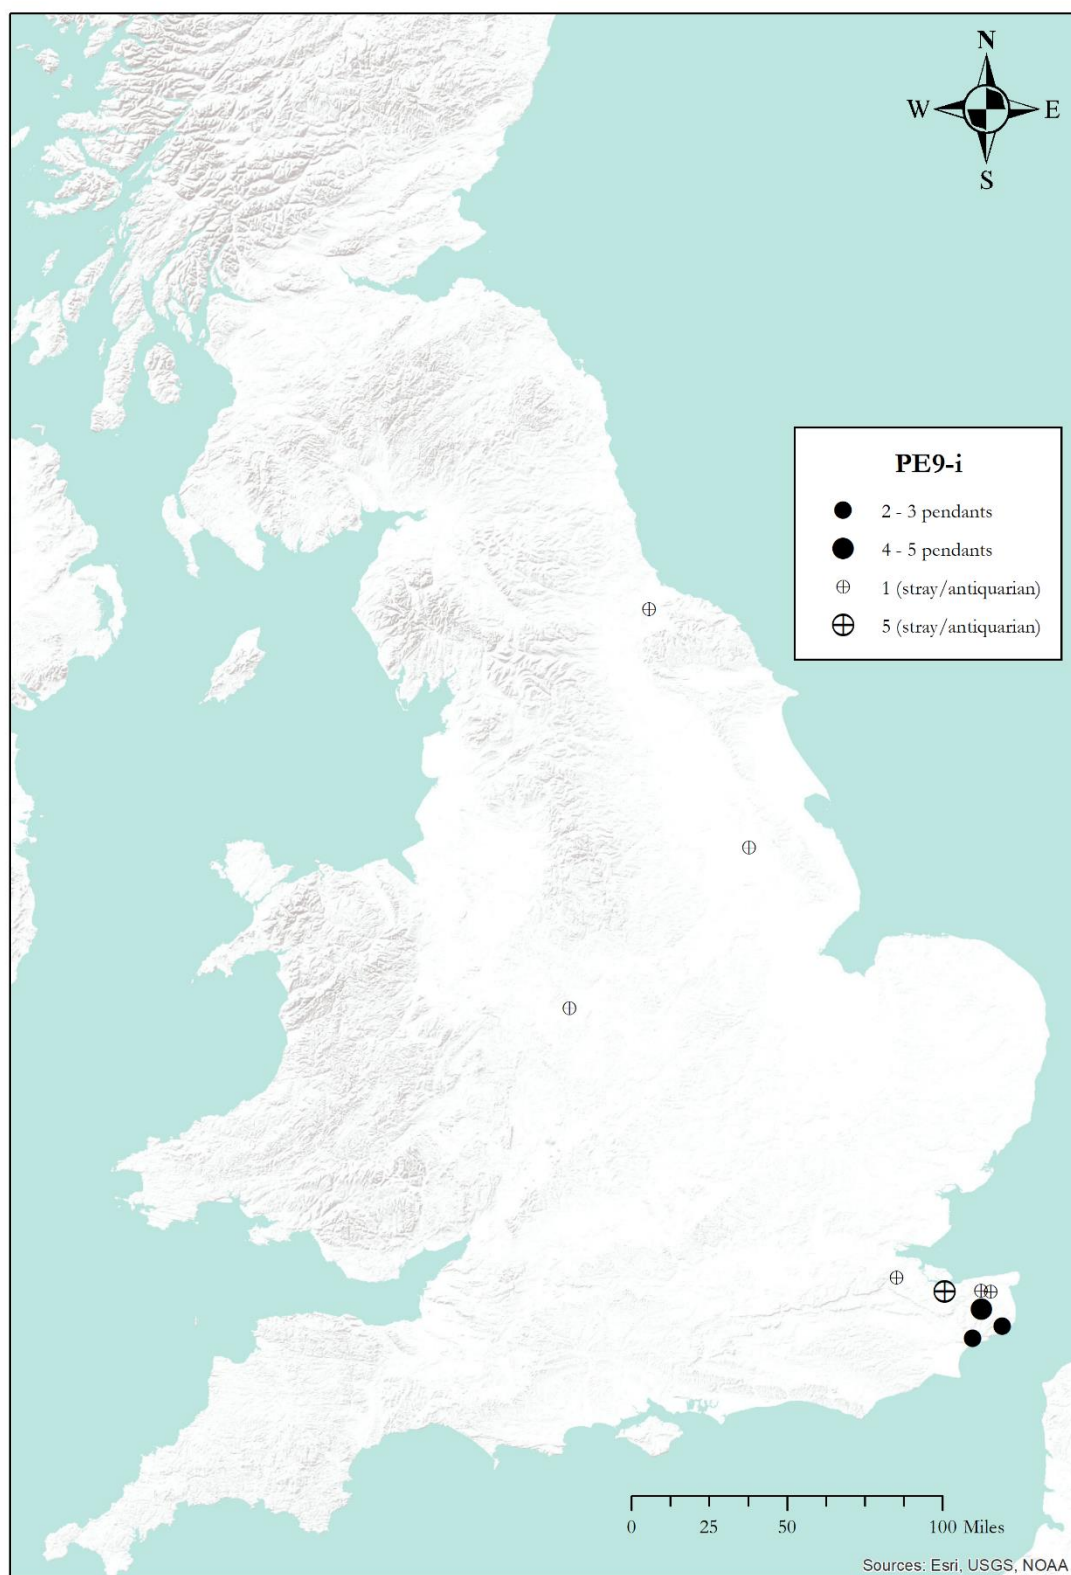 N
W E
S
PE9-i
2 - 3 pendants
4 - 5 pendants
1 (stray/antiquarian)
5 (stray/antiquarian)
0 25 50 100 Miles
Sources: Esri, USGS, NOAA